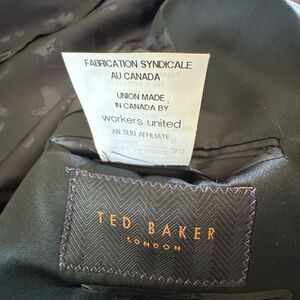 FABRICATION SYNDICALE
AU CANADA
UNION MADE
IN CANADA BY
workers united
AN SEIU AFFILIATE
TED BAKER
LONDON